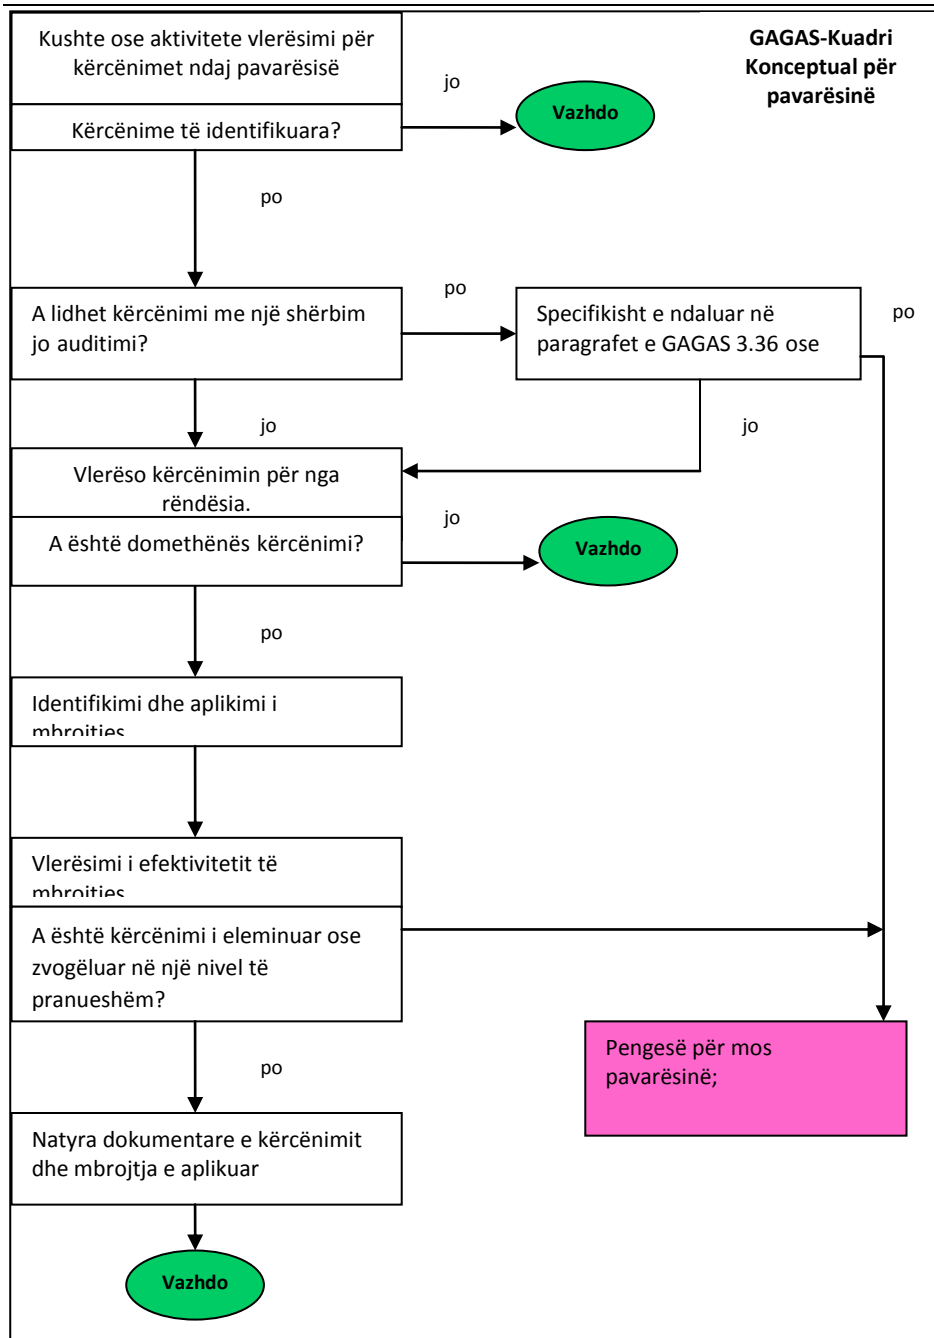 Kushte ose aktivitete vlerësimi për
kërcënimet ndaj pavarësisë
GAGAS-Kuadri
Konceptual për
pavarësinë
jo
Vazhdo
Kërcënime të identifikuara?
po
A lidhet kërcënimi me një shërbim
jo auditimi?
po
Specifikisht e ndaluar në
paragrafet e GAGAS 3.36 ose
po
jo
jo
Vlerëso kërcënimin për nga
rëndësia.
jo
A është domethënës kërcënimi?
Vazhdo
po
Identifikimi dhe aplikimi i
mbrojtjes
Vlerësimi i efektivitetit të
mbrojtjes
A është kërcënimi i eleminuar ose
zvogëluar në një nivel të
pranueshëm?
Pengesë për mos
pavarësinë;
po
Natyra dokumentare e kërcënimit
dhe mbrojtja e aplikuar
Vazhdo